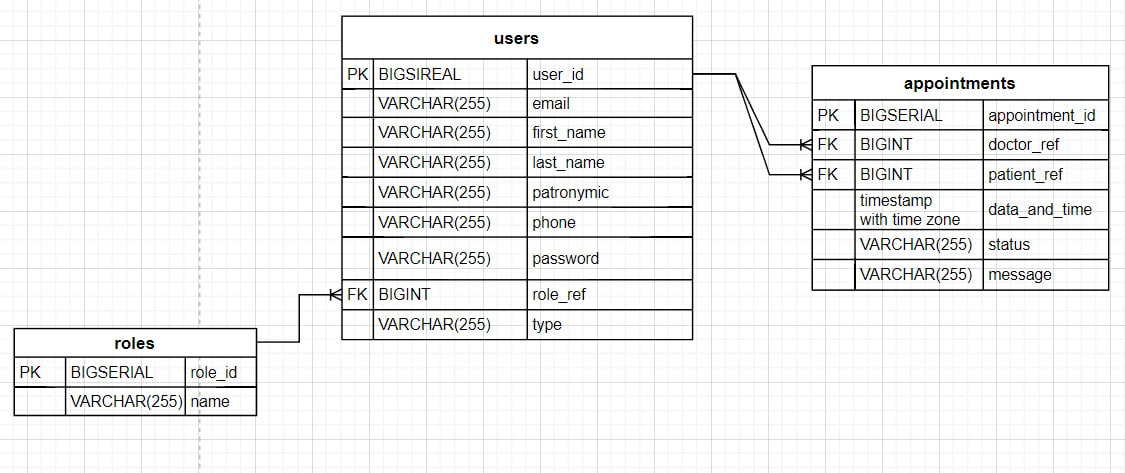 users
PK BIGSIREAL user_id
VARCHAR(255) email
VARCHAR(255) first_name
VARCHAR(255) last_name
VARCHAR(255) patronymic
VARCHAR(255) phone
VARCHAR(255) password
FK BIGINT role_ref
VARCHAR(255) type
appointments
PK BIGSERIAL appointment_id
FK BIGINT doctor_ref
FK BIGINT patient_ref
timestamp
with time zone data_and_time
VARCHAR(255) status
VARCHAR(255) message
roles
PK BIGSERIAL role_id
VARCHAR(255) name